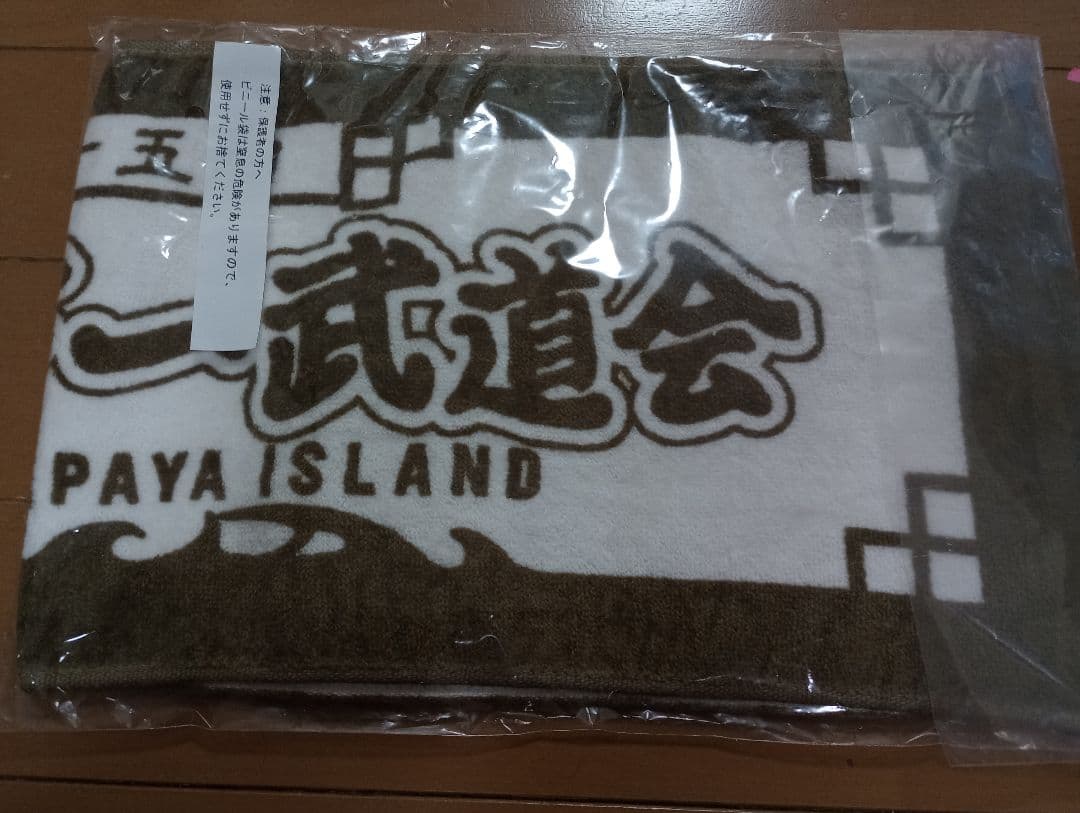 注意：保護者の方へ
ビニール袋は窒息の危険がありますので、
使用せずにお捨てください。
五
一武道会
PAYA ISLAND